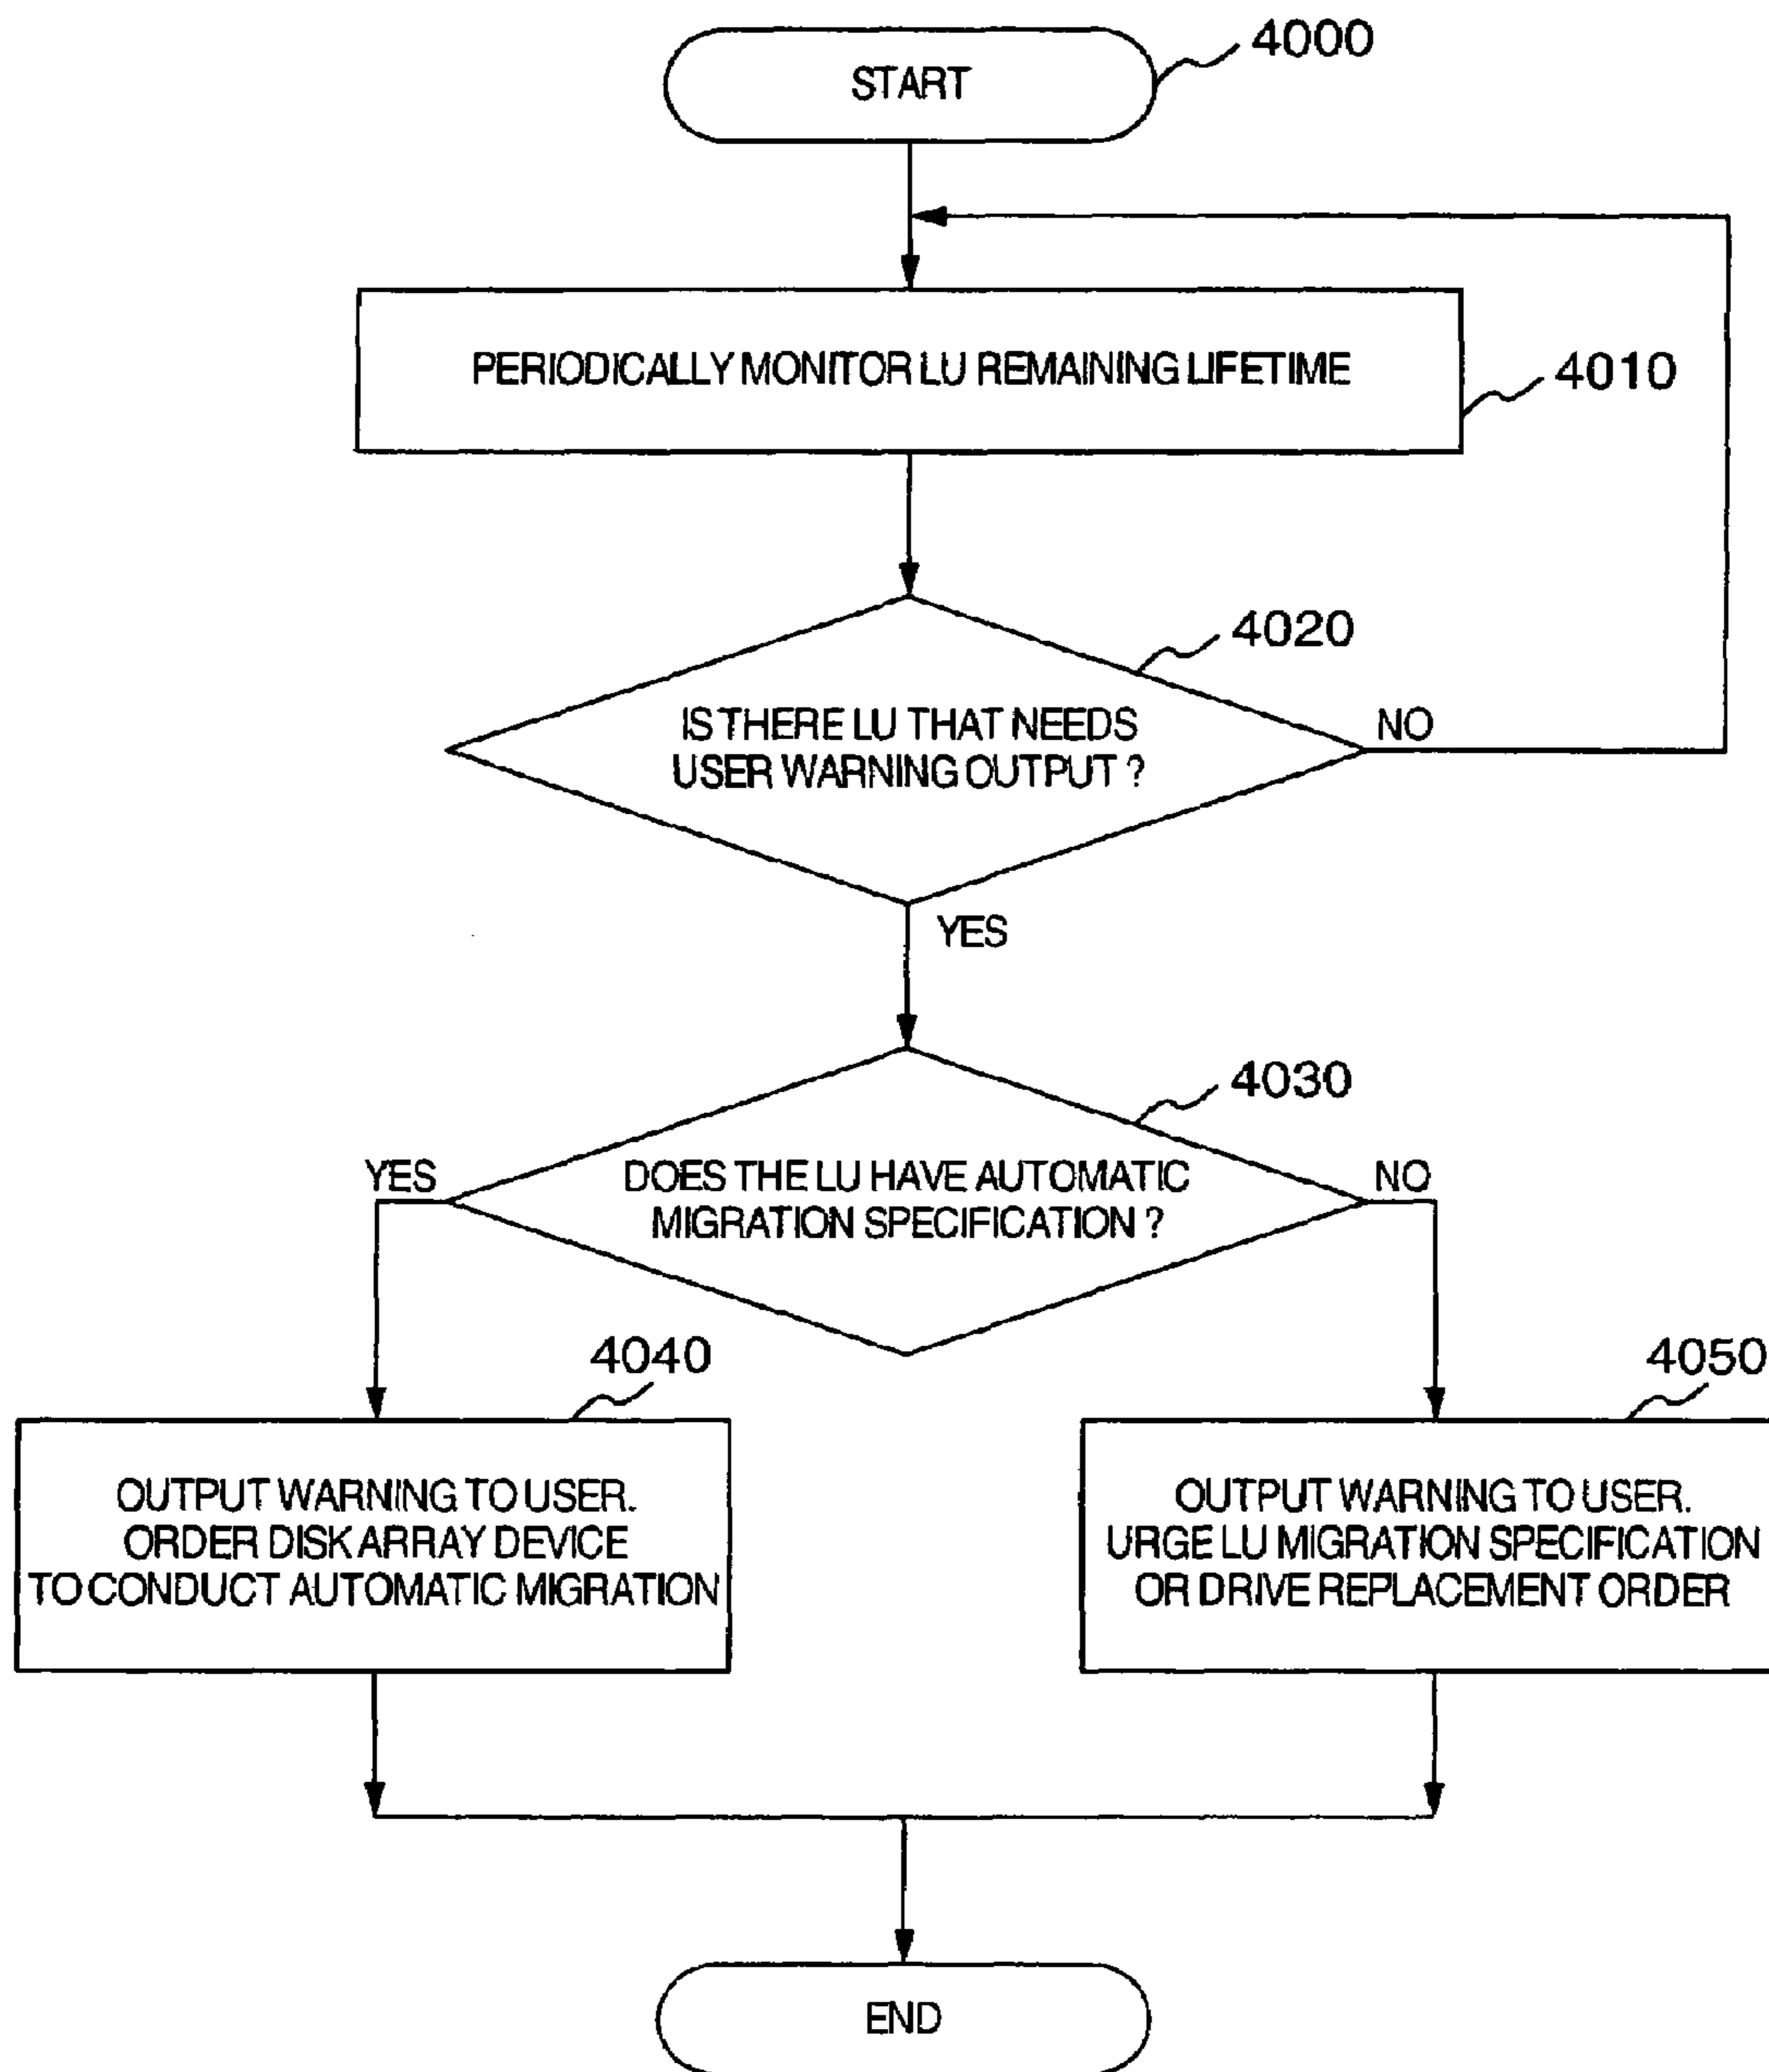 START
4000
PERIODICALLY MONITOR LU REMAINING LIFETIME
4010
4020
IS THERE LU THAT NEEDS
USER WARNING OUTPUT ?
NO
YES
4030
DOES THE LU HAVE AUTOMATIC
MIGRATION SPECIFICATION ?
YES
NO
4040
OUTPUT WARNING TO USER.
ORDER DISK ARRAY DEVICE
TO CONDUCT AUTOMATIC MIGRATION
4050
OUTPUT WARNING TO USER.
URGE LU MIGRATION SPECIFICATION
OR DRIVE REPLACEMENT ORDER
END